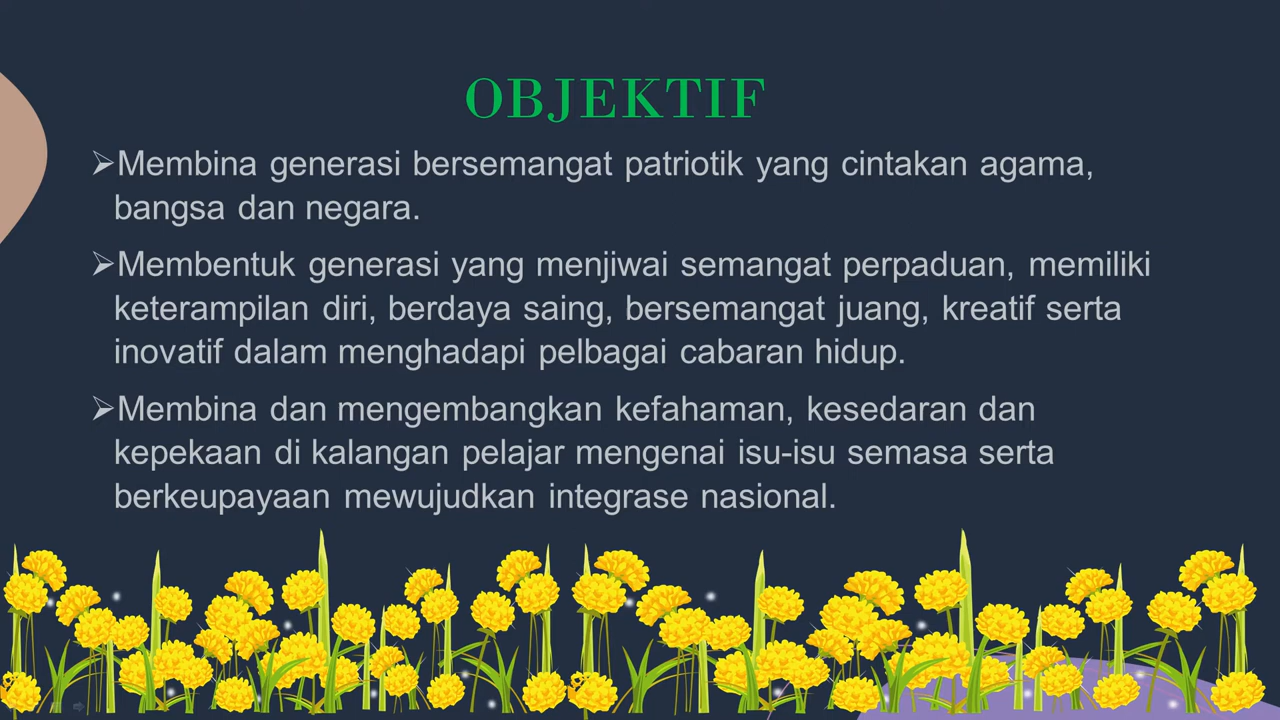 OBJEKTIF
➢Membina generasi bersemangat patriotik yang cintakan agama,
bangsa dan negara.
➢Membentuk generasi yang menjiwai semangat perpaduan, memiliki
keterampilan diri, berdaya saing, bersemangat juang, kreatif serta
inovatif dalam menghadapi pelbagai cabaran hidup.
➢Membina dan mengembangkan kefahaman, kesedaran dan
kepekaan di kalangan pelajar mengenai isu-isu semasa serta
berkeupayaan mewujudkan integrase nasional.